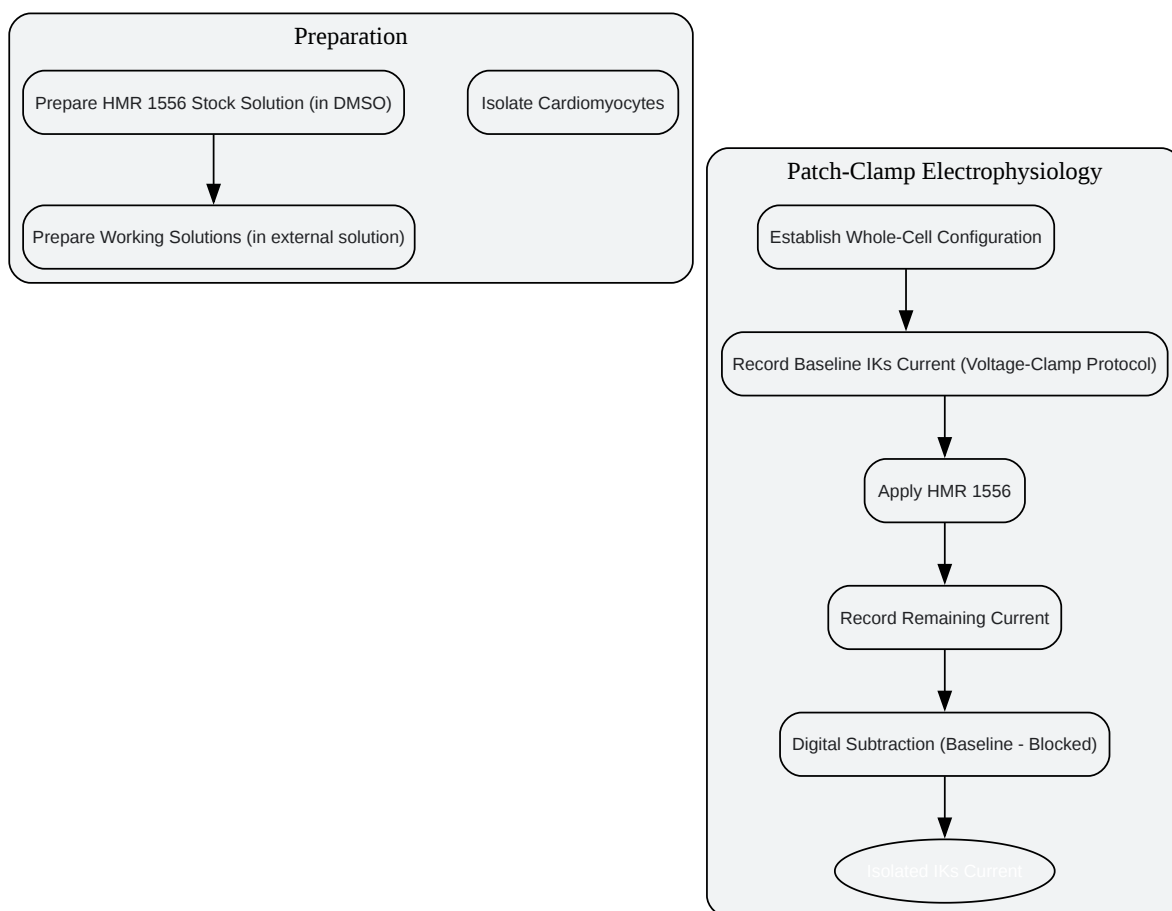 Preparation
Prepare HMR 1556 Stock Solution (in DMSO)
Isolate Cardiomyocytes
Prepare Working Solutions (in external solution)
Patch-Clamp Electrophysiology
Establish Whole-Cell Configuration
Record Baseline IKs Current (Voltage-Clamp Protocol)
Apply HMR 1556
Record Remaining Current
Digital Subtraction (Baseline - Blocked)
Isolated IKs Current